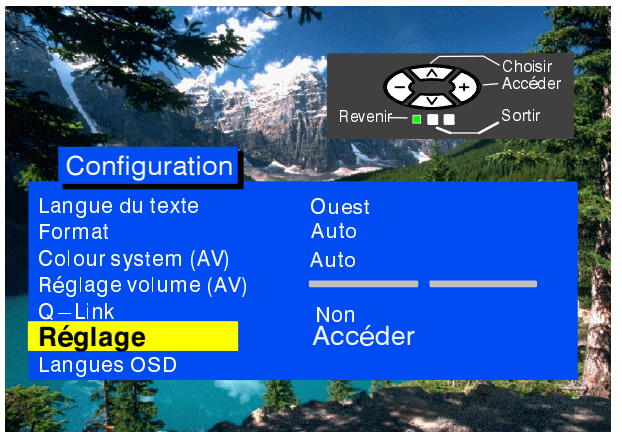 Choisir
Accéder
Revenir
Sortir
Configuration
Langue du texte Ouest
Format Auto
Colour system (AV) Auto
Réglage volume (AV)
Q–Link Non
Réglage Accéder
Langues OSD